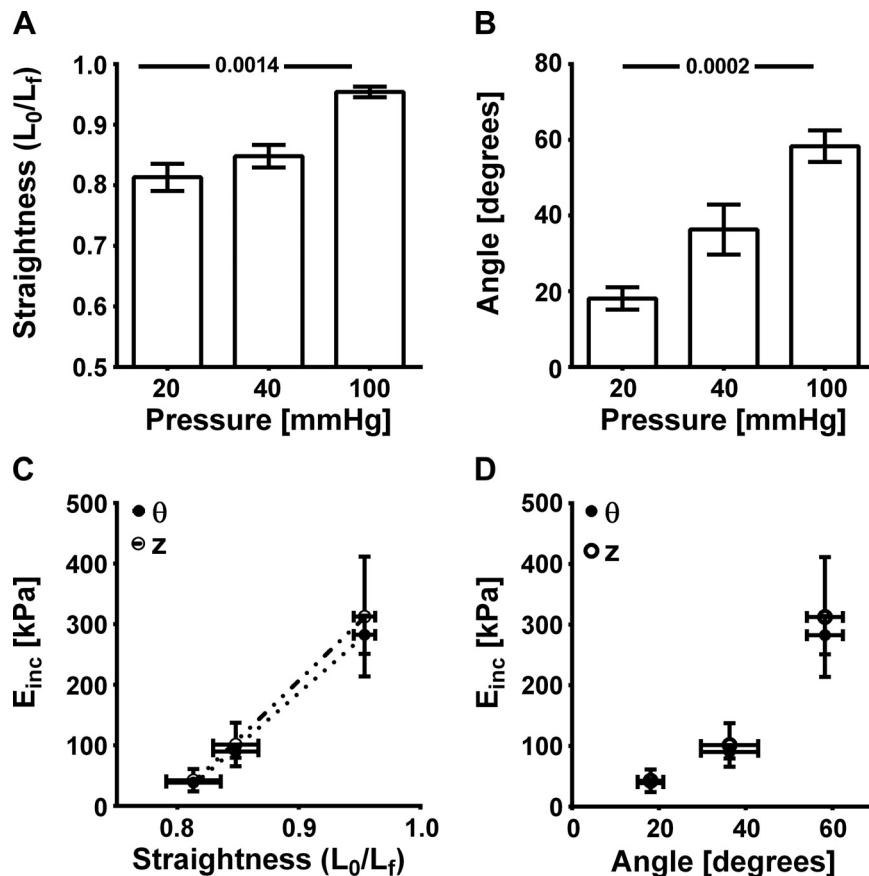 A
Straightness (L0/Lf)
1.0
0.9
0.8
0.7
0.6
0.5
0.0014
20 40 100
Pressure [mmHg]
B
Angle [degrees]
80
60
40
20
0
0.0002
20 40 100
Pressure [mmHg]
C
Einc [kPa]
500
400
300
200
100
0
θ
z
0.8 0.9 1.0
Straightness (L0/Lf)
D
Einc [kPa]
500
400
300
200
100
0
θ
z
0 20 40 60
Angle [degrees]